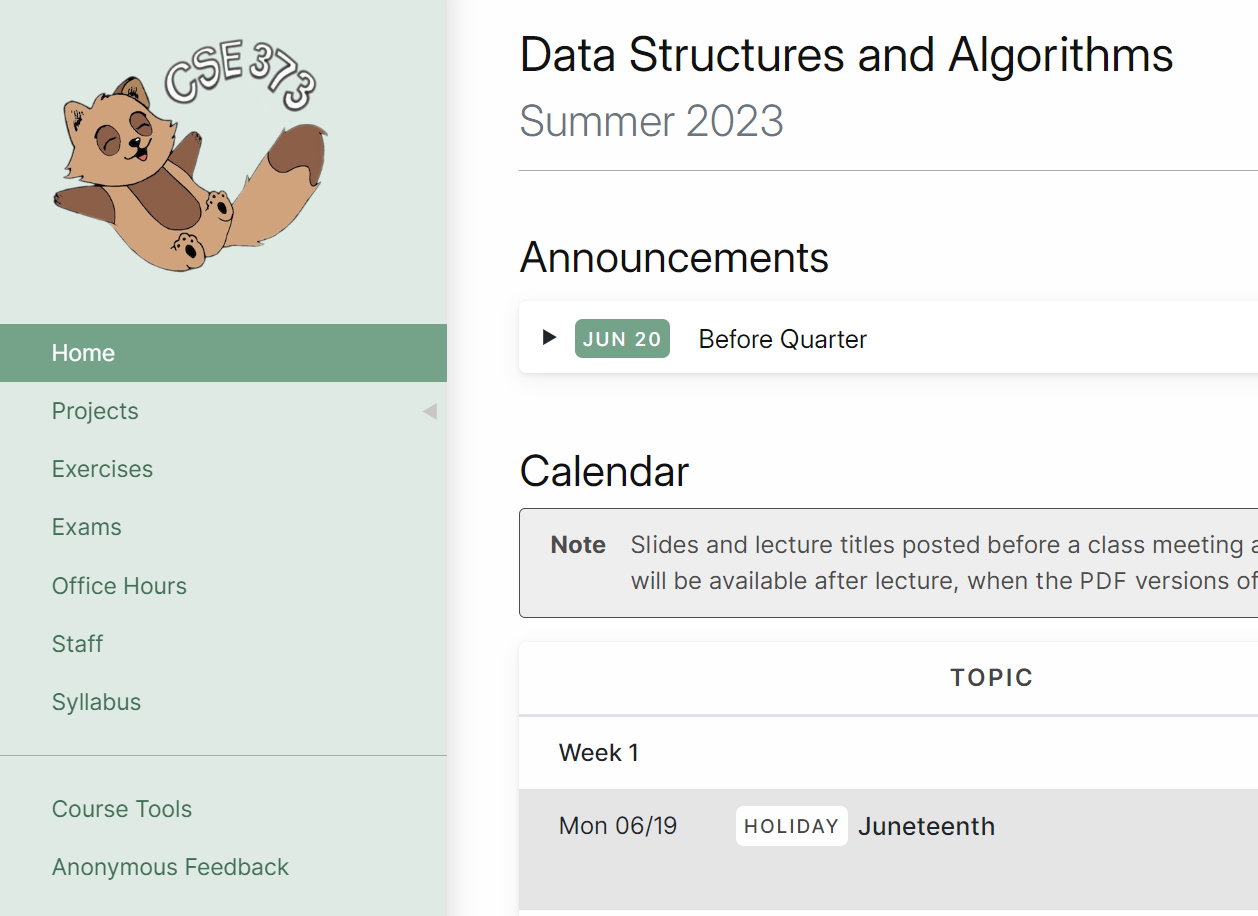 CSE 373
Home
Projects
Exercises
Exams
Office Hours
Staff
Syllabus
Course Tools
Anonymous Feedback
Data Structures and Algorithms
Summer 2023
Announcements
JUN 20 Before Quarter
Calendar
Note Slides and lecture titles posted before a class meeting
will be available after lecture, when the PDF versions of
TOPIC
Week 1
Mon 06/19 HOLIDAY Juneteenth